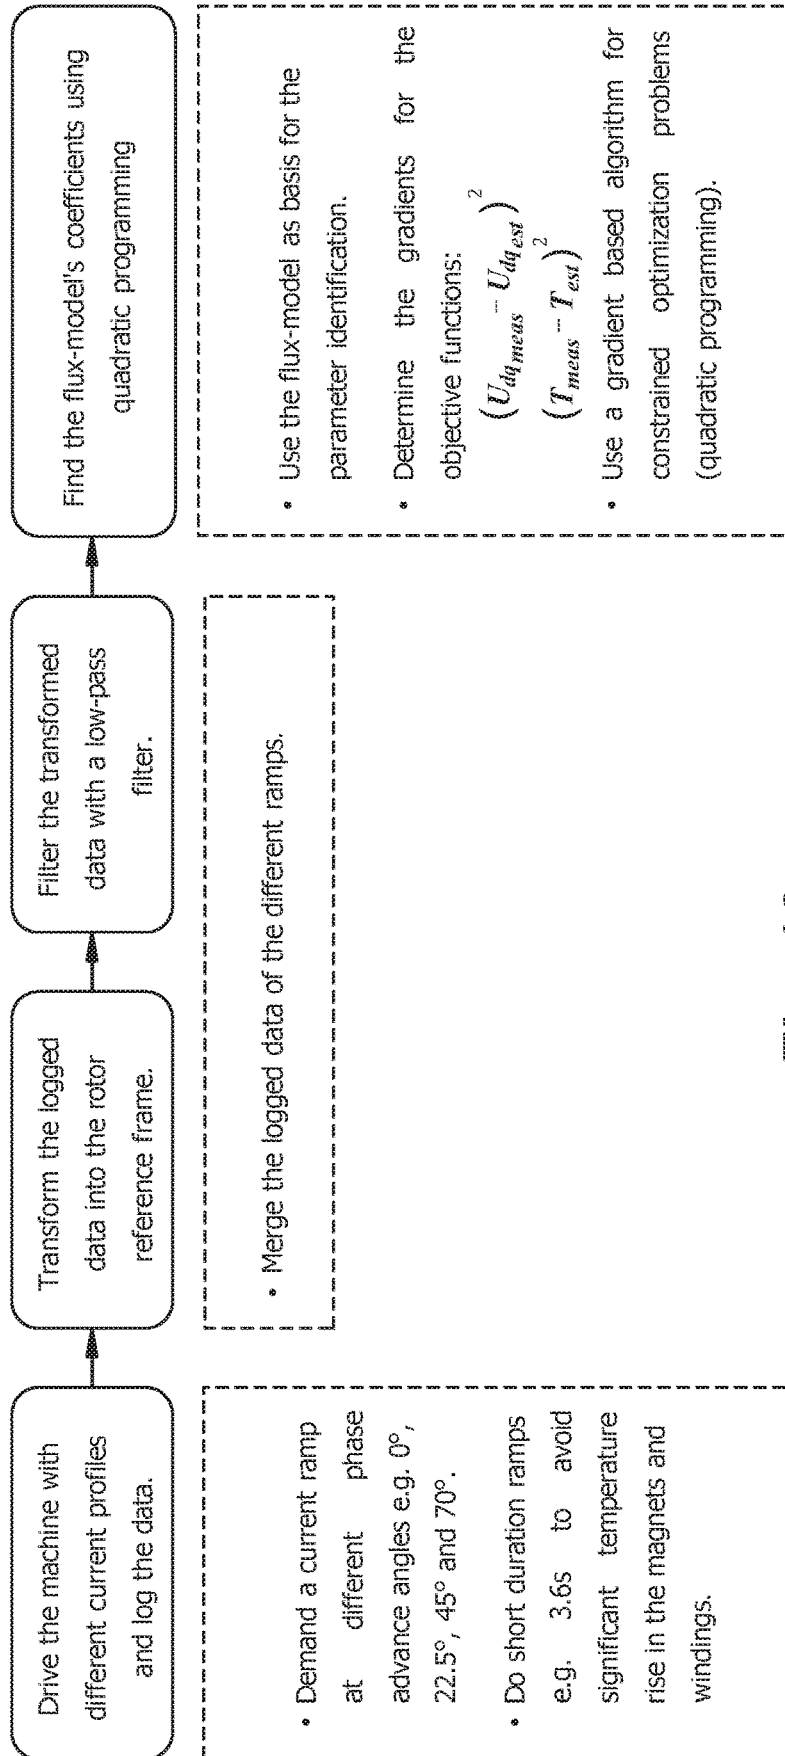 Drive the machine with
different current profiles
and log the data.
Transform the logged
data into the rotor
reference frame.
Filter the transformed
data with a low-pass
filter.
Find the flux-model's coefficients using
quadratic programming
• Demand a current ramp
at different phase
advance angles e.g. 0°,
22.5°, 45° and 70°.
• Do short duration ramps
e.g. 3.6s to avoid
significant temperature
rise in the magnets and
windings.
• Merge the logged data of the different ramps.
• Use the flux-model as basis for the
parameter identification.
• Determine the gradients for the
objective functions:
(U_dq_meas - U_dq_est)^2
(T_meas - T_est)^2
• Use a gradient based algorithm for
constrained optimization problems
(quadratic programming).